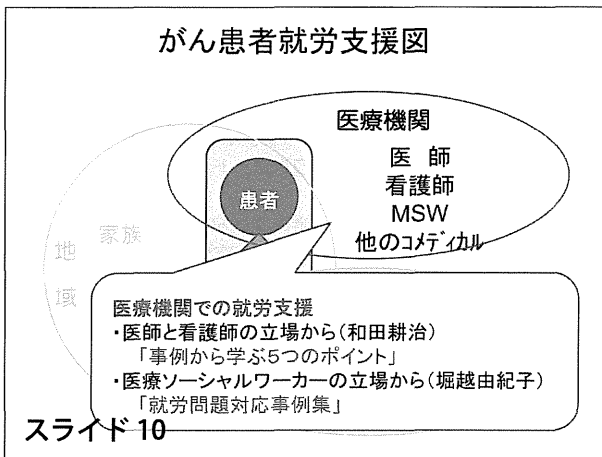 がん患者就労支援図
医療機関
医 師
看護師
MSW
他のコメディカル
患者
家族
地
域
医療機関での就労支援
・医師と看護師の立場から(和田耕治)
「事例から学ぶ5つのポイント」
・医療ソーシャルワーカーの立場から(堀越由紀子)
「就労問題対応事例集」
スライド 10